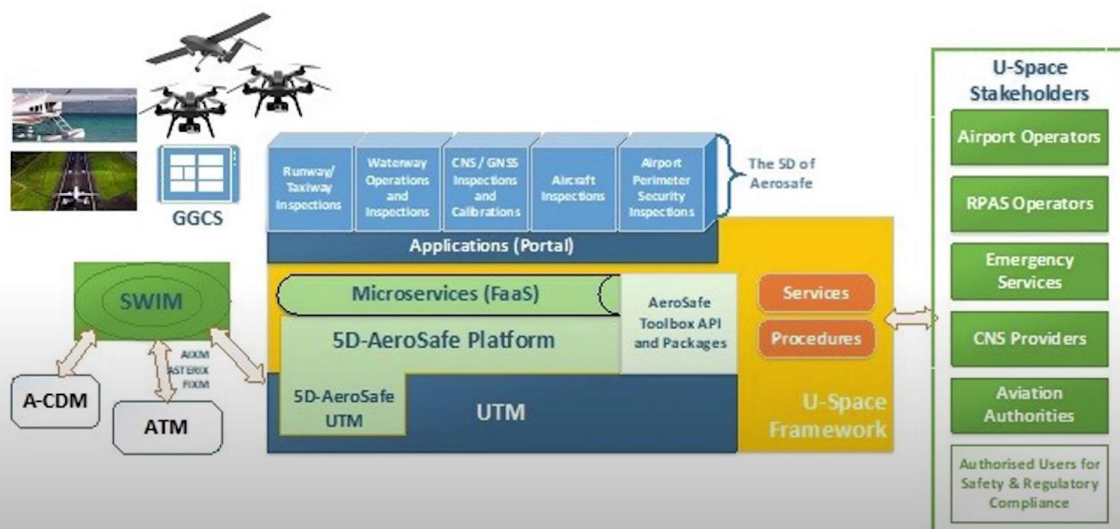 GGCS
Runway/
Taxiway
Inspections
Waterway
Operations
and
Inspections
CNS / GNSS
Inspections
and
Calibrations
Aircraft
Inspections
Airport
Perimeter
Security
Inspections
The 5D of
Aerosafe
Applications (Portal)
SWIM
AIXM
ASTERIX
FIXM
A-CDM
ATM
Microservices (FaaS)
5D-AeroSafe Platform
AeroSafe
Toolbox API
and Packages
5D-AeroSafe
UTM
UTM
Services
Procedures
U-Space
Framework
U-Space
Stakeholders
Airport Operators
RPAS Operators
Emergency
Services
CNS Providers
Aviation
Authorities
Authorised Users for
Safety & Regulatory
Compliance